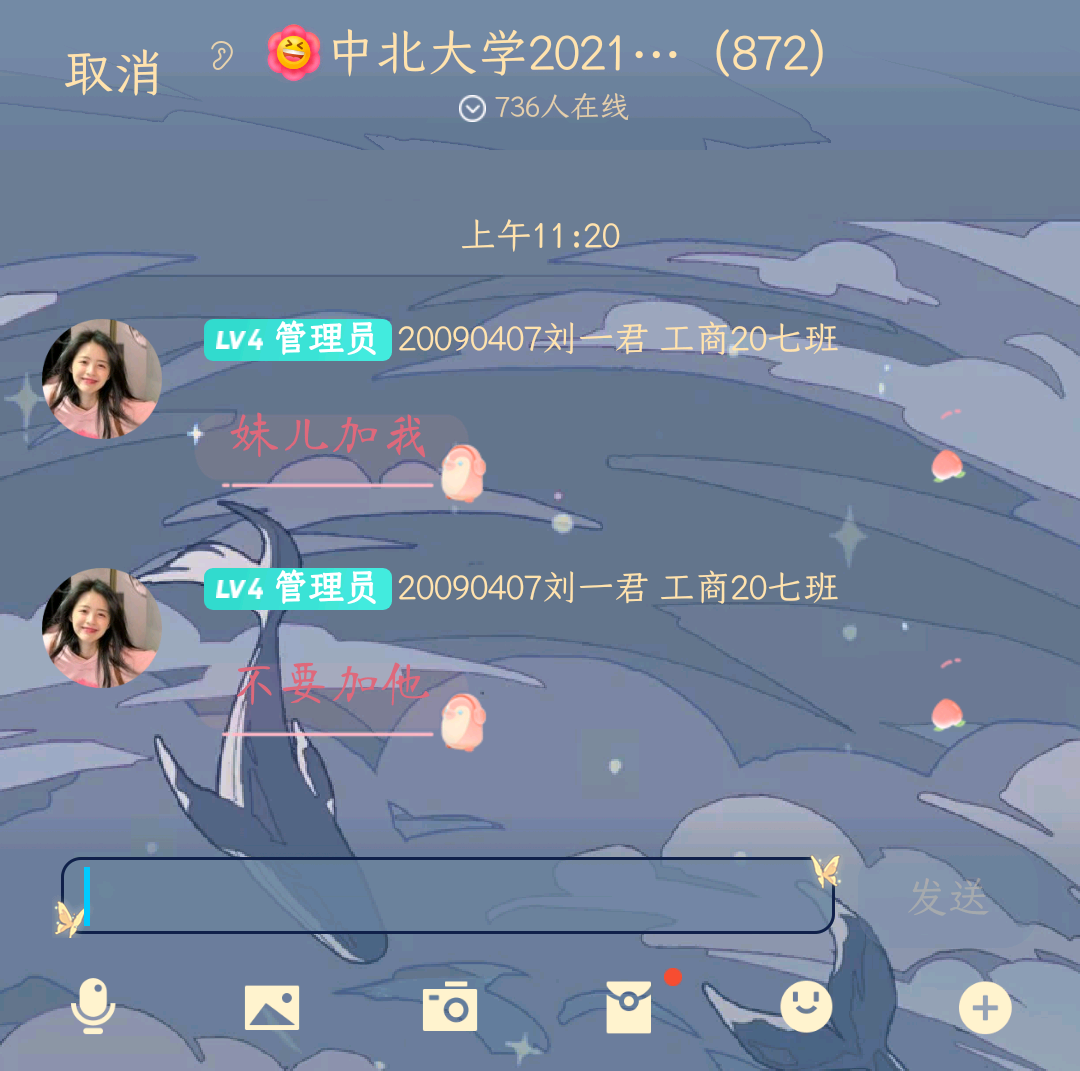 取消
中北大学2021… (872)
736人在线
上午11:20
LV4 管理员 20090407刘一君 工商20七班
妹儿加我
LV4 管理员 20090407刘一君 工商20七班
不要加他
发送